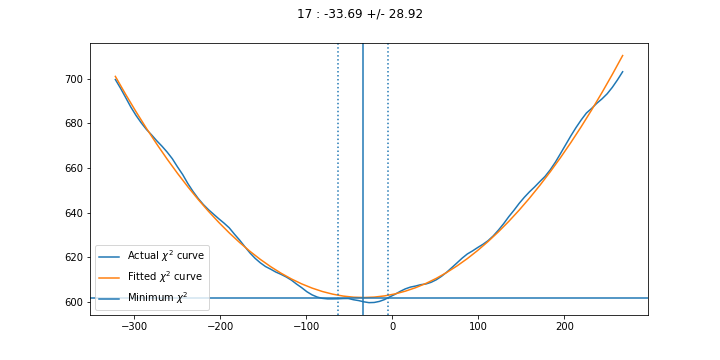 17 : -33.69 +/- 28.92
700
680
660
640
620
600
Actual χ² curve
Fitted χ² curve
Minimum χ²
−300 −200 −100 0 100 200